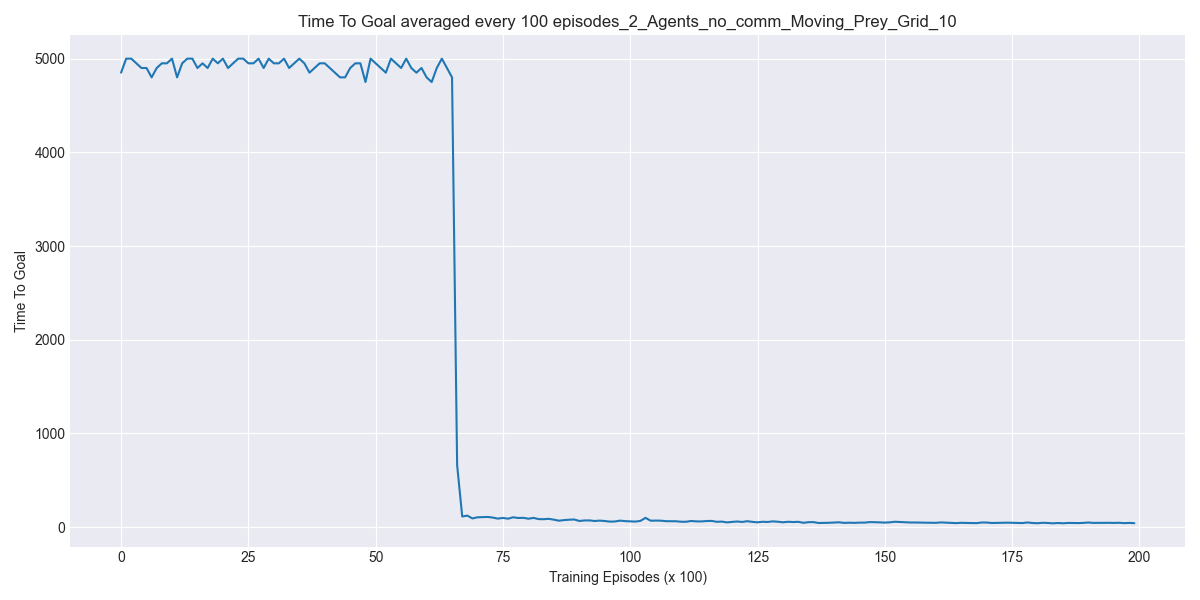 Time To Goal averaged every 100 episodes_2_Agents_no_comm_Moving_Prey_Grid_10
5000
4000
3000
2000
1000
0
Time To Goal
0 25 50 75 100 125 150 175 200
Training Episodes (x 100)